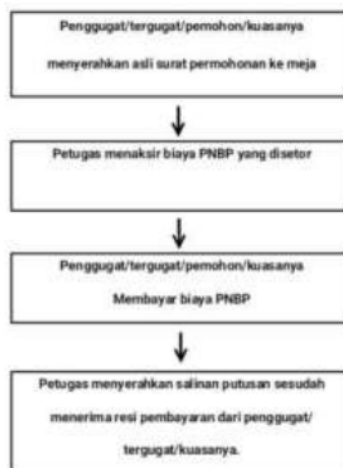 Penggugat/tergugat/pemohon/kuasanya
menyerahkan asli surat permohonan ke meja
Petugas menaksir biaya PNBP yang disetor
Penggugat/tergugat/pemohon/kuasanya
Membayar biaya PNBP
Petugas menyerahkan salinan putusan sesudah
menerima resi pembayaran dari penggugat/
tergugat/kuasanya.